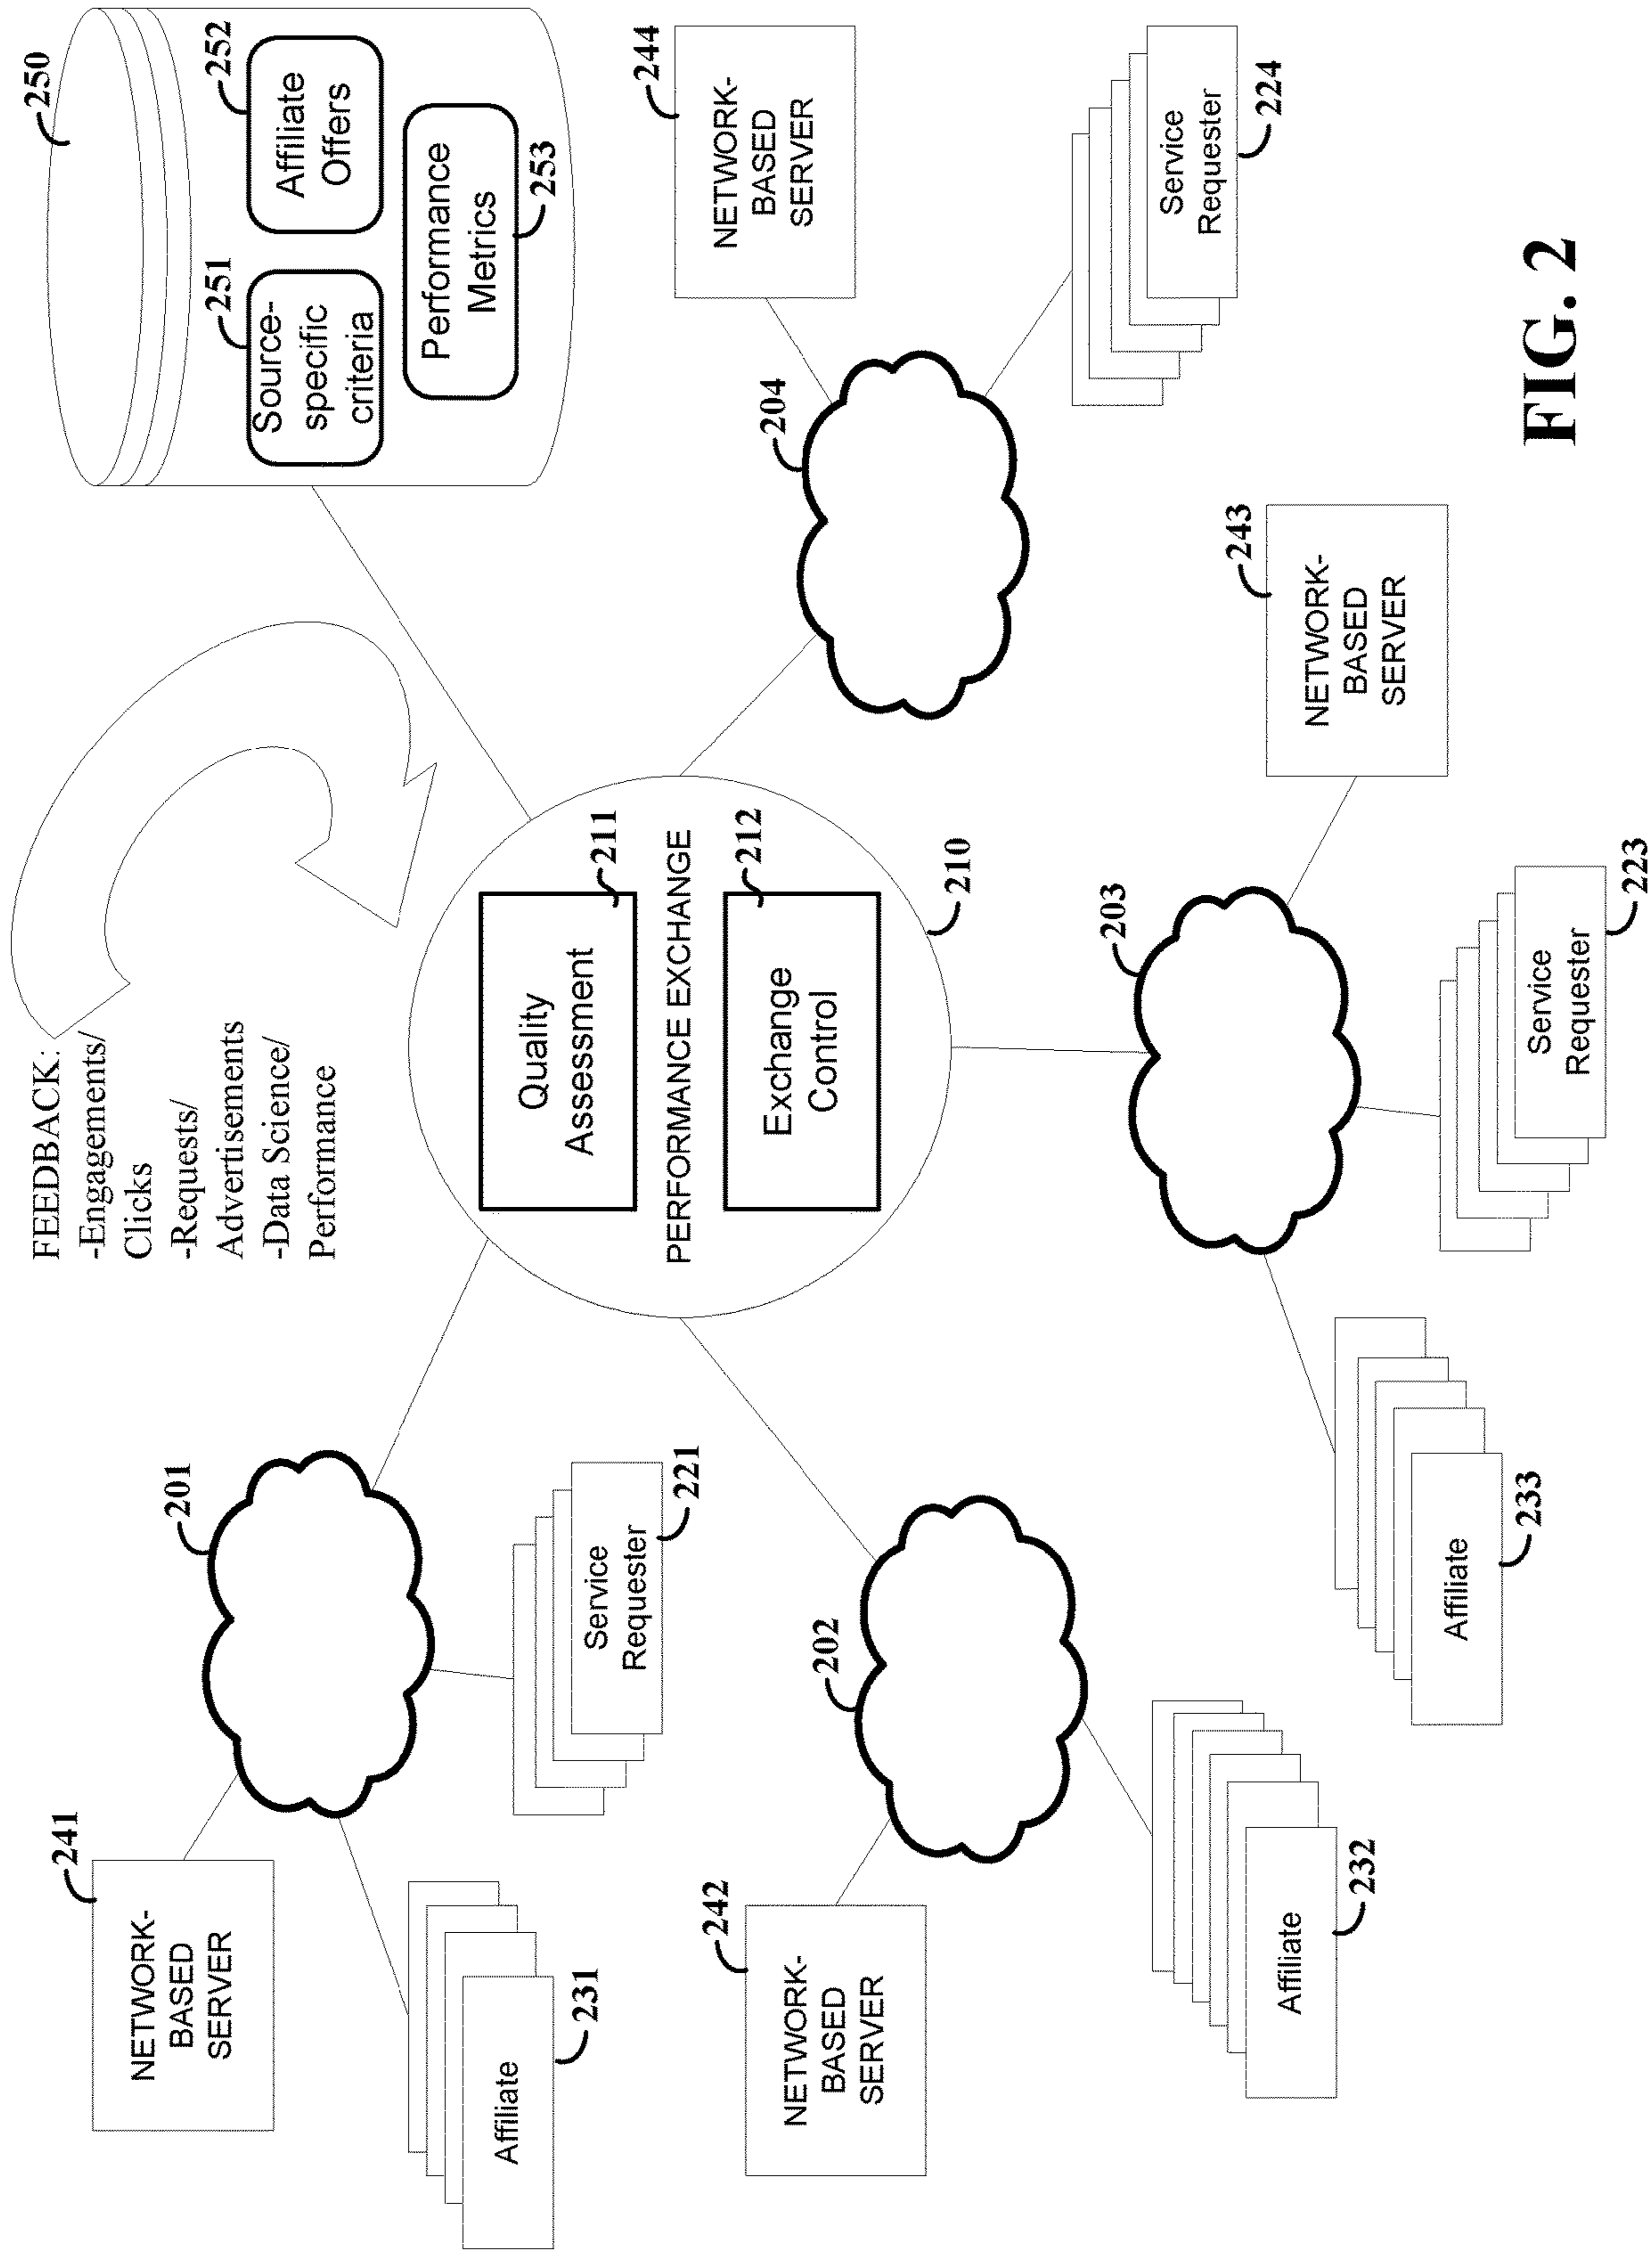 250
252
Affiliate
Offers
251
Source-
specific
criteria
Performance
Metrics
253
FEEDBACK:
-Engagements/
Clicks
-Requests/
Advertisements
-Data Science/
Performance
Quality
Assessment
211
PERFORMANCE EXCHANGE
Exchange
Control
212
210
241
NETWORK-
BASED
SERVER
201
Affiliate
231
Service
Requester
221
242
NETWORK-
BASED
SERVER
202
Affiliate
232
203
Affiliate
233
Service
Requester
223
243
NETWORK-
BASED
SERVER
204
244
NETWORK-
BASED
SERVER
Service
Requester
224
FIG. 2